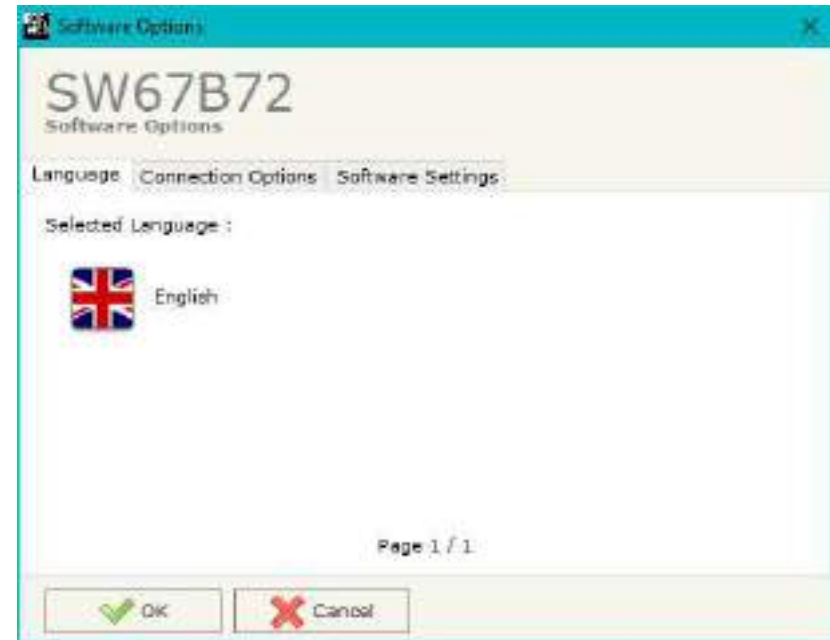 Software Options
SW67B72
Software Options
Language Connection Options Software Settings
Selected Language :
English
Page 1 / 1
OK Cancel